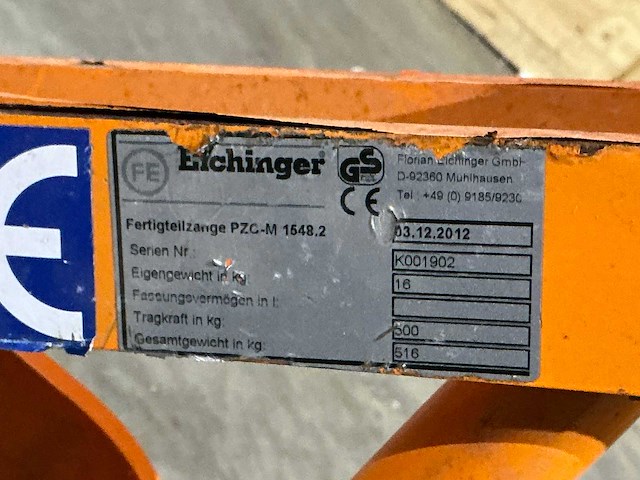 FE Eichinger GS Florian Eichinger GmbH
D-92360 Mühlhausen
CE Tel.: +49 (0) 9185/9230
Fertigteilzange PZG-M 1548.2 03.12.2012
Serien Nr.: K001902
Eigengewicht in kg: 16
Fassungsvermögen in l:
Tragkraft in kg: 500
Gesamtgewicht in kg: 516
CE